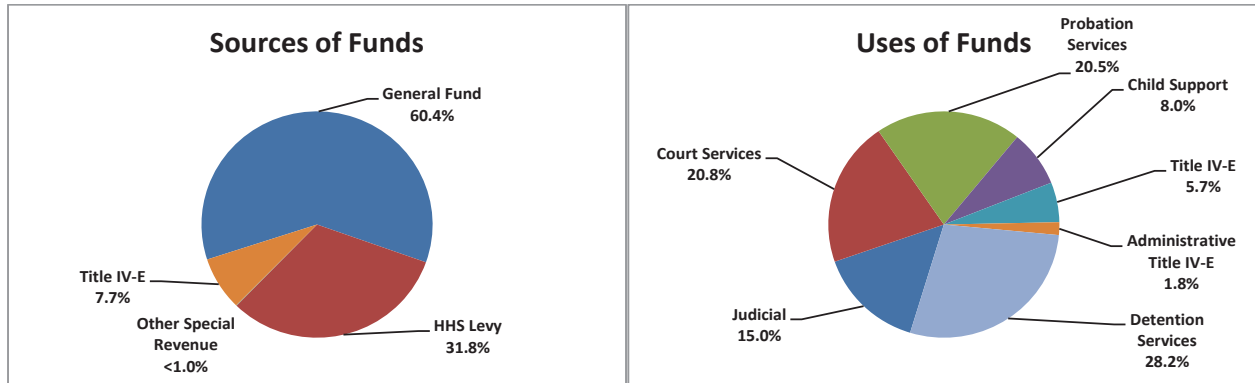 Sources of Funds
General Fund
60.4%
Title IV-E
7.7%
Other Special
Revenue
<1.0%
HHS Levy
31.8%
Uses of Funds
Probation
Services
20.5%
Child Support
8.0%
Court Services
20.8%
Title IV-E
5.7%
Administrative
Title IV-E
1.8%
Judicial
15.0%
Detention
Services
28.2%